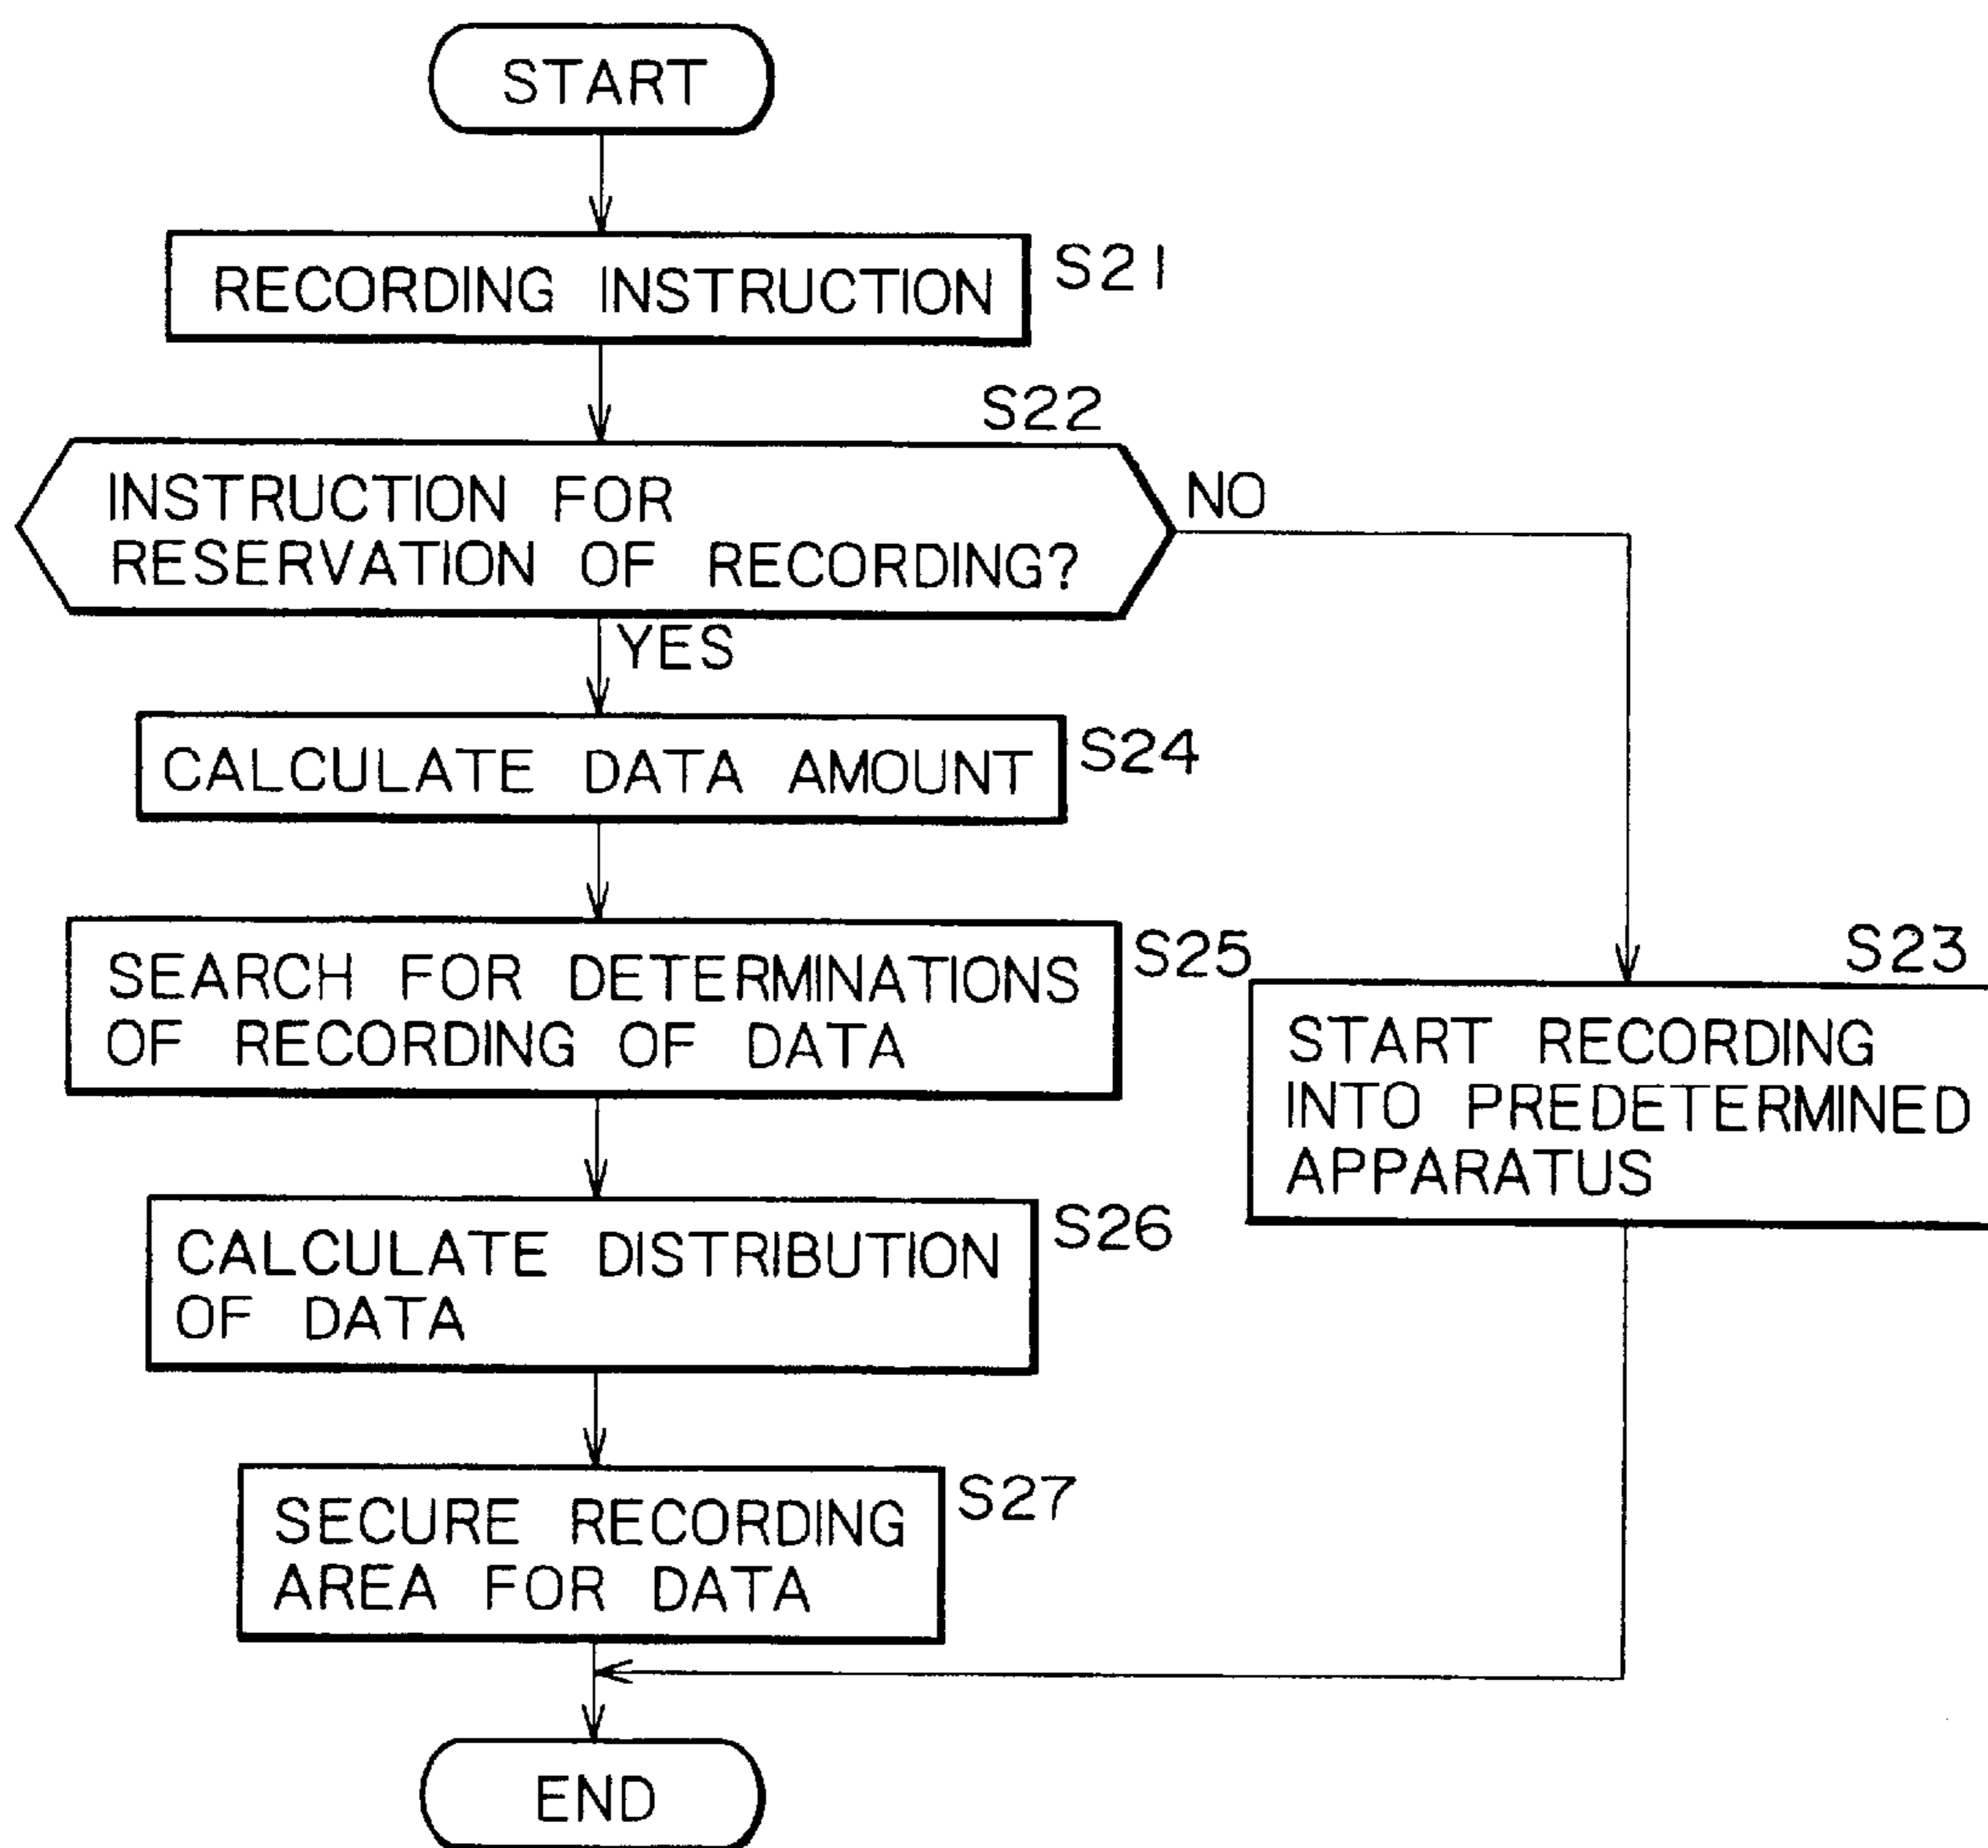 START
RECORDING INSTRUCTION
S21
S22
INSTRUCTION FOR
RESERVATION OF RECORDING?
NO
YES
CALCULATE DATA AMOUNT
S24
SEARCH FOR DETERMINATIONS
OF RECORDING OF DATA
S25
S23
START RECORDING
INTO PREDETERMINED
APPARATUS
CALCULATE DISTRIBUTION
OF DATA
S26
SECURE RECORDING
AREA FOR DATA
S27
END